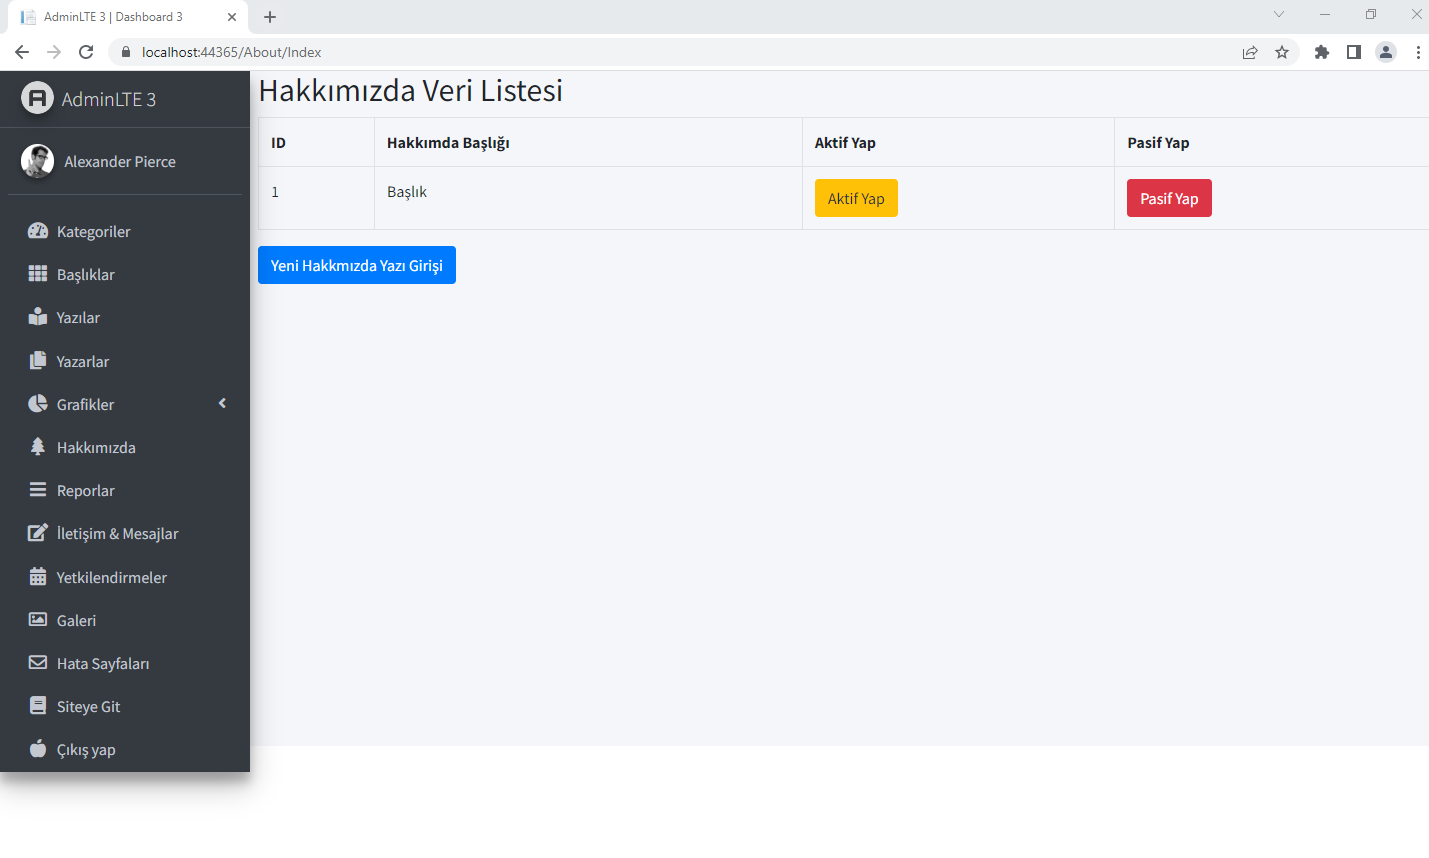 AdminLTE 3 | Dashboard 3
localhost:44365/About/Index
AdminLTE 3
Alexander Pierce
Kategoriler
Başlıklar
Yazılar
Yazarlar
Grafikler
Hakkımızda
Reporlar
İletişim & Mesajlar
Yetkilendirmeler
Galeri
Hata Sayfaları
Siteye Git
Çıkış yap
Hakkımızda Veri Listesi
ID Hakkımda Başlığı Aktif Yap Pasif Yap
1 Başlık Aktif Yap Pasif Yap
Yeni Hakkmızda Yazı Girişi